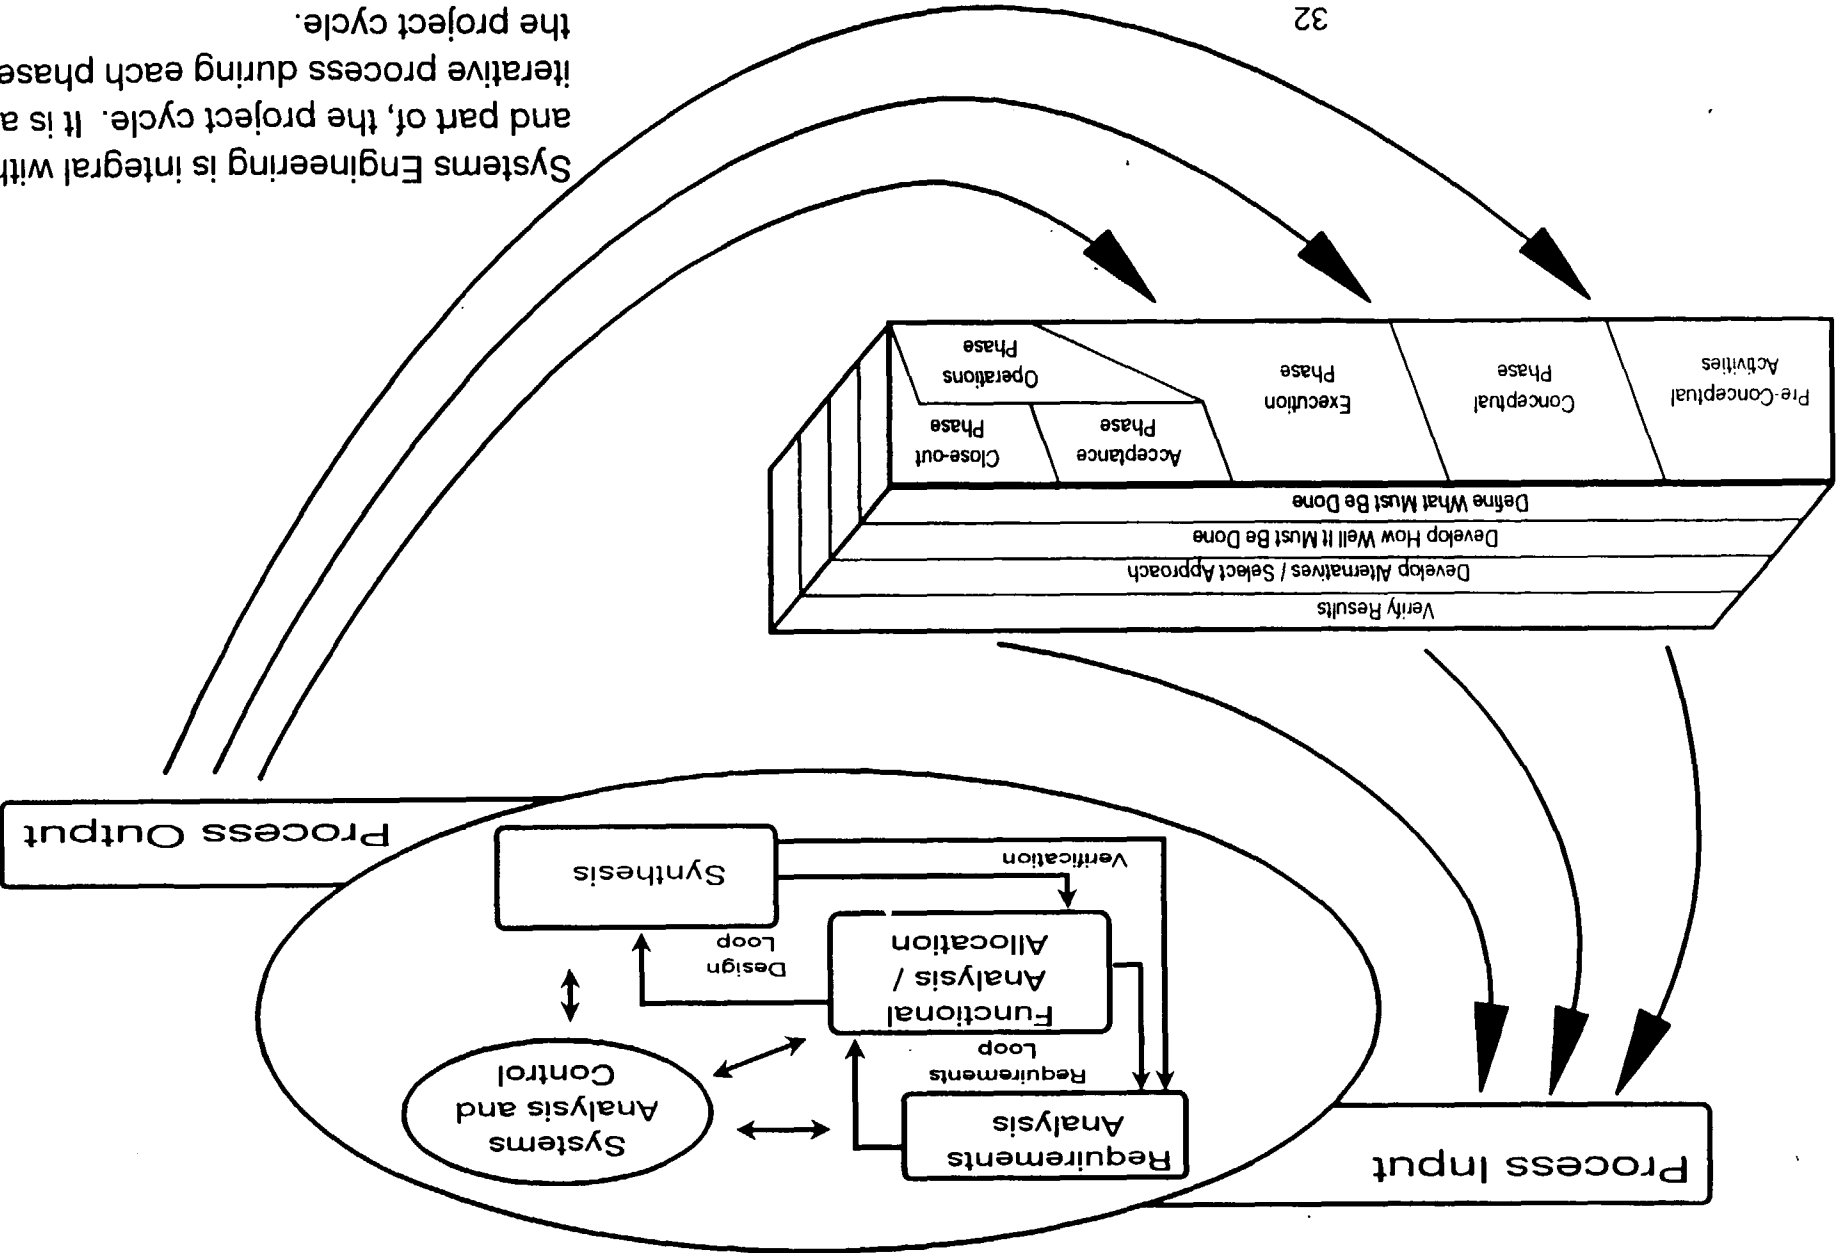 Process Input
Requirements
Analysis
Systems
Analysis and
Control
Requirements
Loop
Functional
Analysis /
Allocation
Design
Loop
Verification
Synthesis
Process Output
Verify Results
Develop Alternatives / Select Approach
Develop How Well It Must Be Done
Define What Must Be Done
Pre-Conceptual
Activities
Conceptual
Phase
Execution
Phase
Acceptance
Phase
Close-out
Phase
Operations
Phase
Systems Engineering is integral with
and part of, the project cycle. It is a
iterative process during each phase
the project cycle.
32